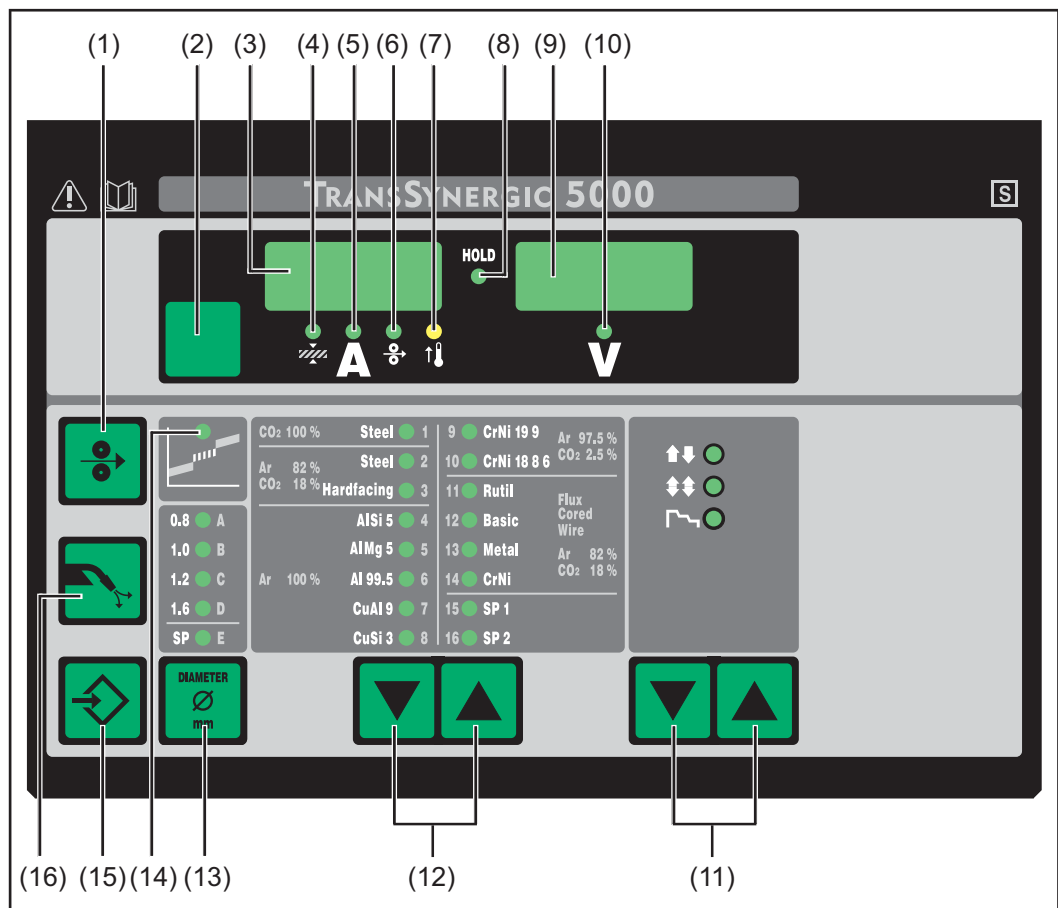 (1) (2) (3) (4) (5) (6) (7) (8) (9) (10)
TRANSSYNERGIC 5000
S
HOLD
A
V
CO2 100 % Steel 1
Ar 82 % Steel 2
CO2 18 % Hardfacing 3
AlSi 5 4
AlMg 5 5
Ar 100 % Al 99.5 6
CuAl 9 7
CuSi 3 8
9 CrNi 19 9 Ar 97.5 %
10 CrNi 18 8 6 CO2 2.5 %
11 Rutil Flux
12 Basic Cored
Wire
13 Metal Ar 82 %
14 CrNi CO2 18 %
15 SP 1
16 SP 2
0.8 A
1.0 B
1.2 C
1.6 D
SP E
DIAMETER
Ø
mm
(16) (15) (14) (13) (12) (11)